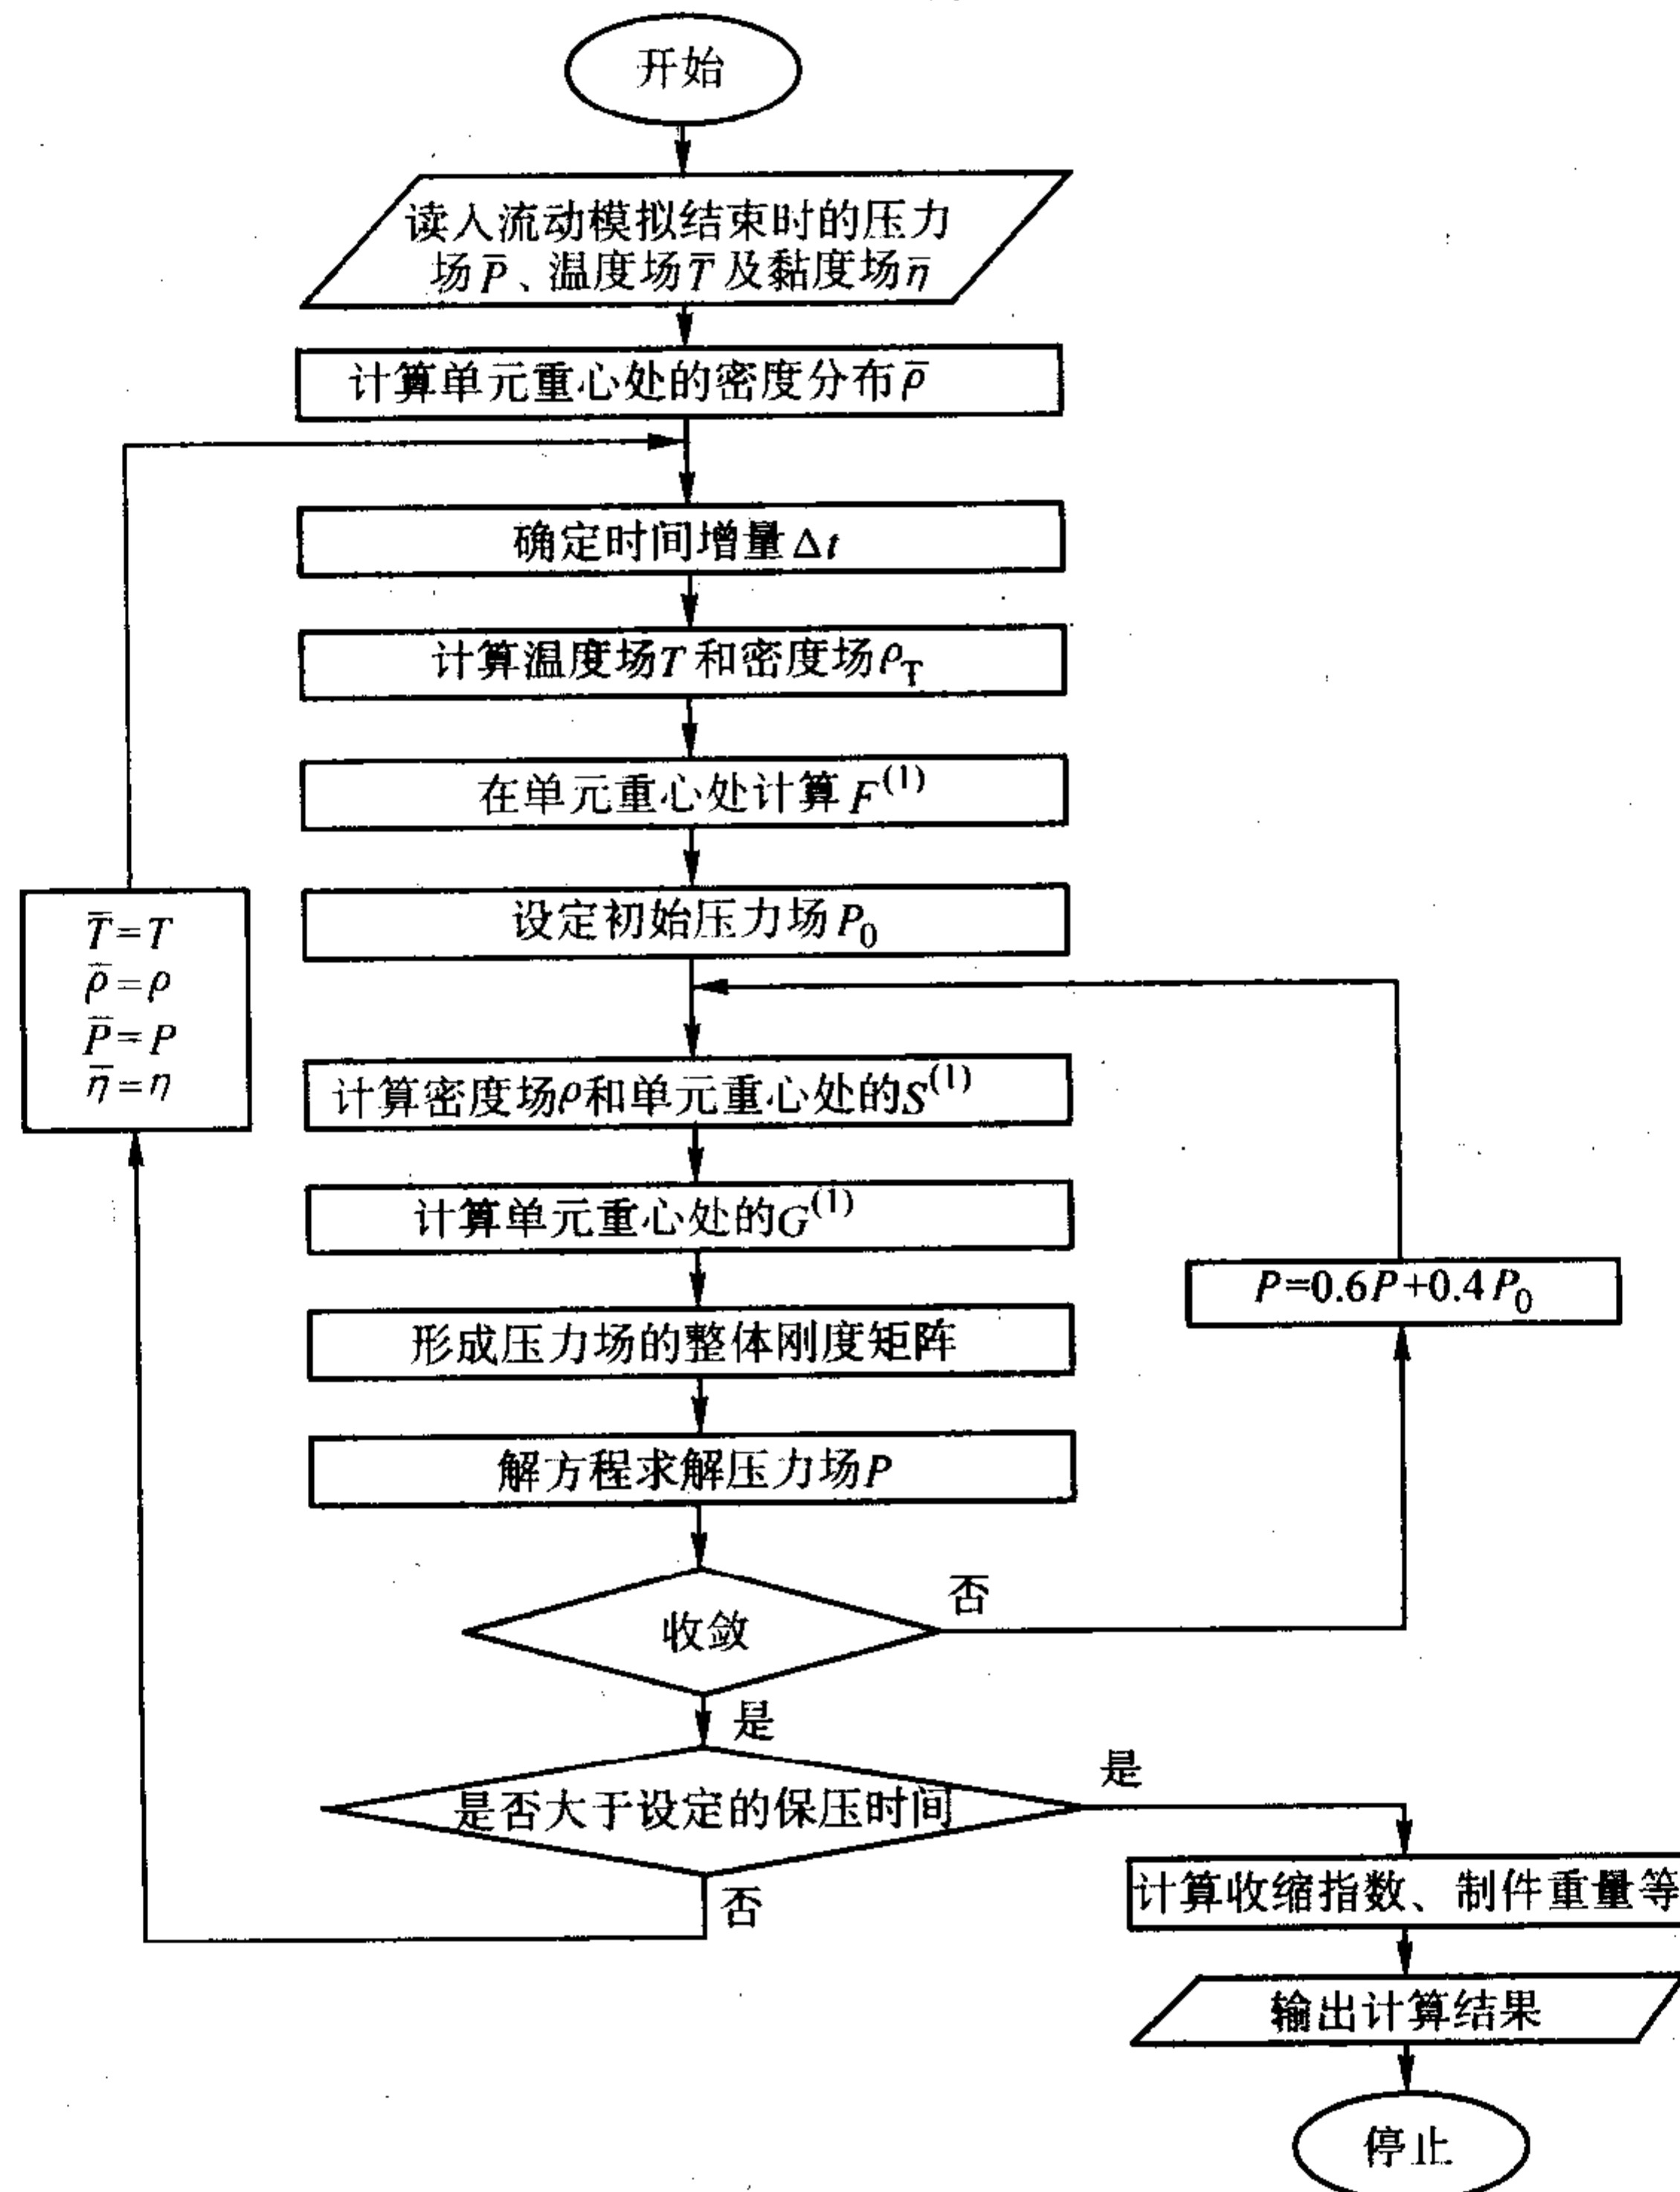 开始
读入流动模拟结束时的压力
场P̄、温度场T̄及黏度场η̄
计算单元重心处的密度分布ρ̄
确定时间增量Δt
计算温度场T和密度场ρ_T
在单元重心处计算F^(1)
设定初始压力场P_0
T̄=T
ρ̄=ρ
P̄=P
η̄=η
计算密度场ρ和单元重心处的S^(1)
计算单元重心处的G^(1)
P=0.6P+0.4P_0
形成压力场的整体刚度矩阵
解方程求解压力场P
收敛
否
是
是否大于设定的保压时间
是
否
计算收缩指数、制件重量等
输出计算结果
停止